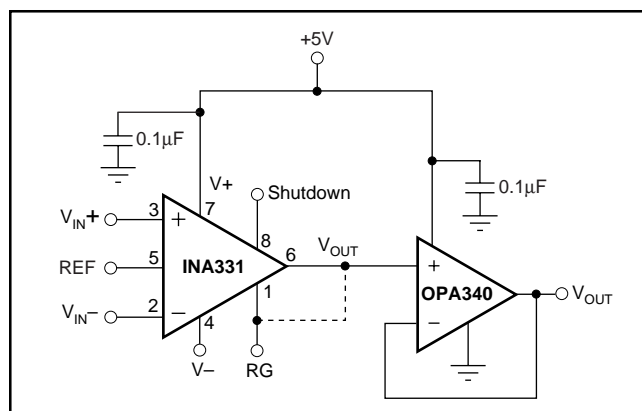 +5V
0.1μF
V+
7
Shutdown
0.1μF
VIN+
3
+
8
6
VOUT
REF
5
INA331
+
OPA340
VOUT
1
VIN−
2
−
4
−
V−
RG